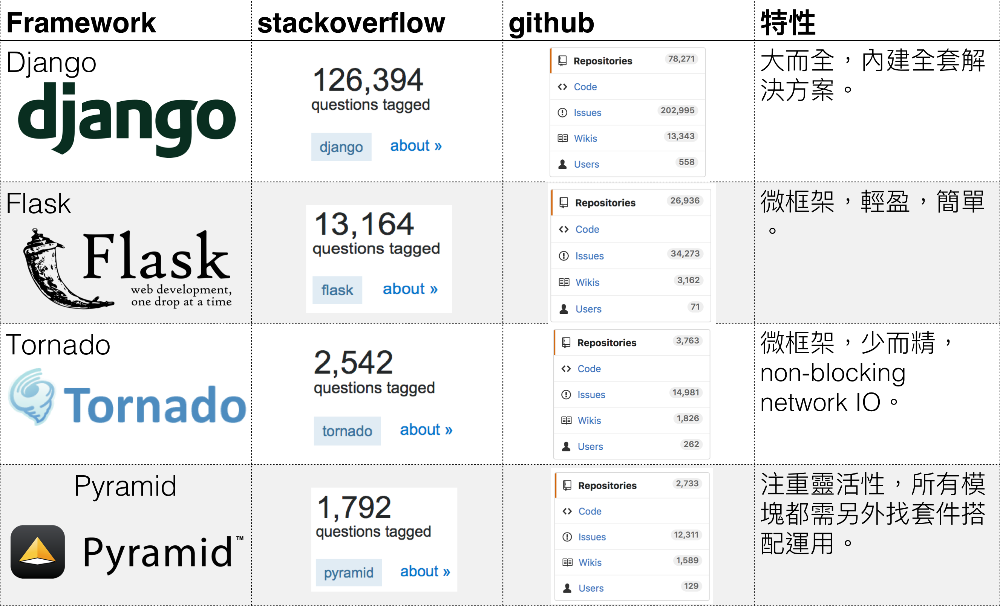 Framework
stackoverflow
github
特性
Django
django
126,394
questions tagged
django
about »
Repositories 78,271
Code
Issues 202,995
Wikis 13,343
Users 558
大而全，內建全套解
決方案。
Flask
Flask
web development,
one drop at a time
13,164
questions tagged
flask
about »
Repositories 26,936
Code
Issues 34,273
Wikis 3,162
Users 71
微框架，輕盈，簡單
。
Tornado
Tornado
2,542
questions tagged
tornado
about »
Repositories 3,763
Code
Issues 14,981
Wikis 1,826
Users 262
微框架，少而精，
non-blocking
network IO。
Pyramid
Pyramid™
1,792
questions tagged
pyramid
about »
Repositories 2,733
Code
Issues 12,311
Wikis 1,589
Users 129
注重靈活性，所有模
塊都需另外找套件搭
配運用。